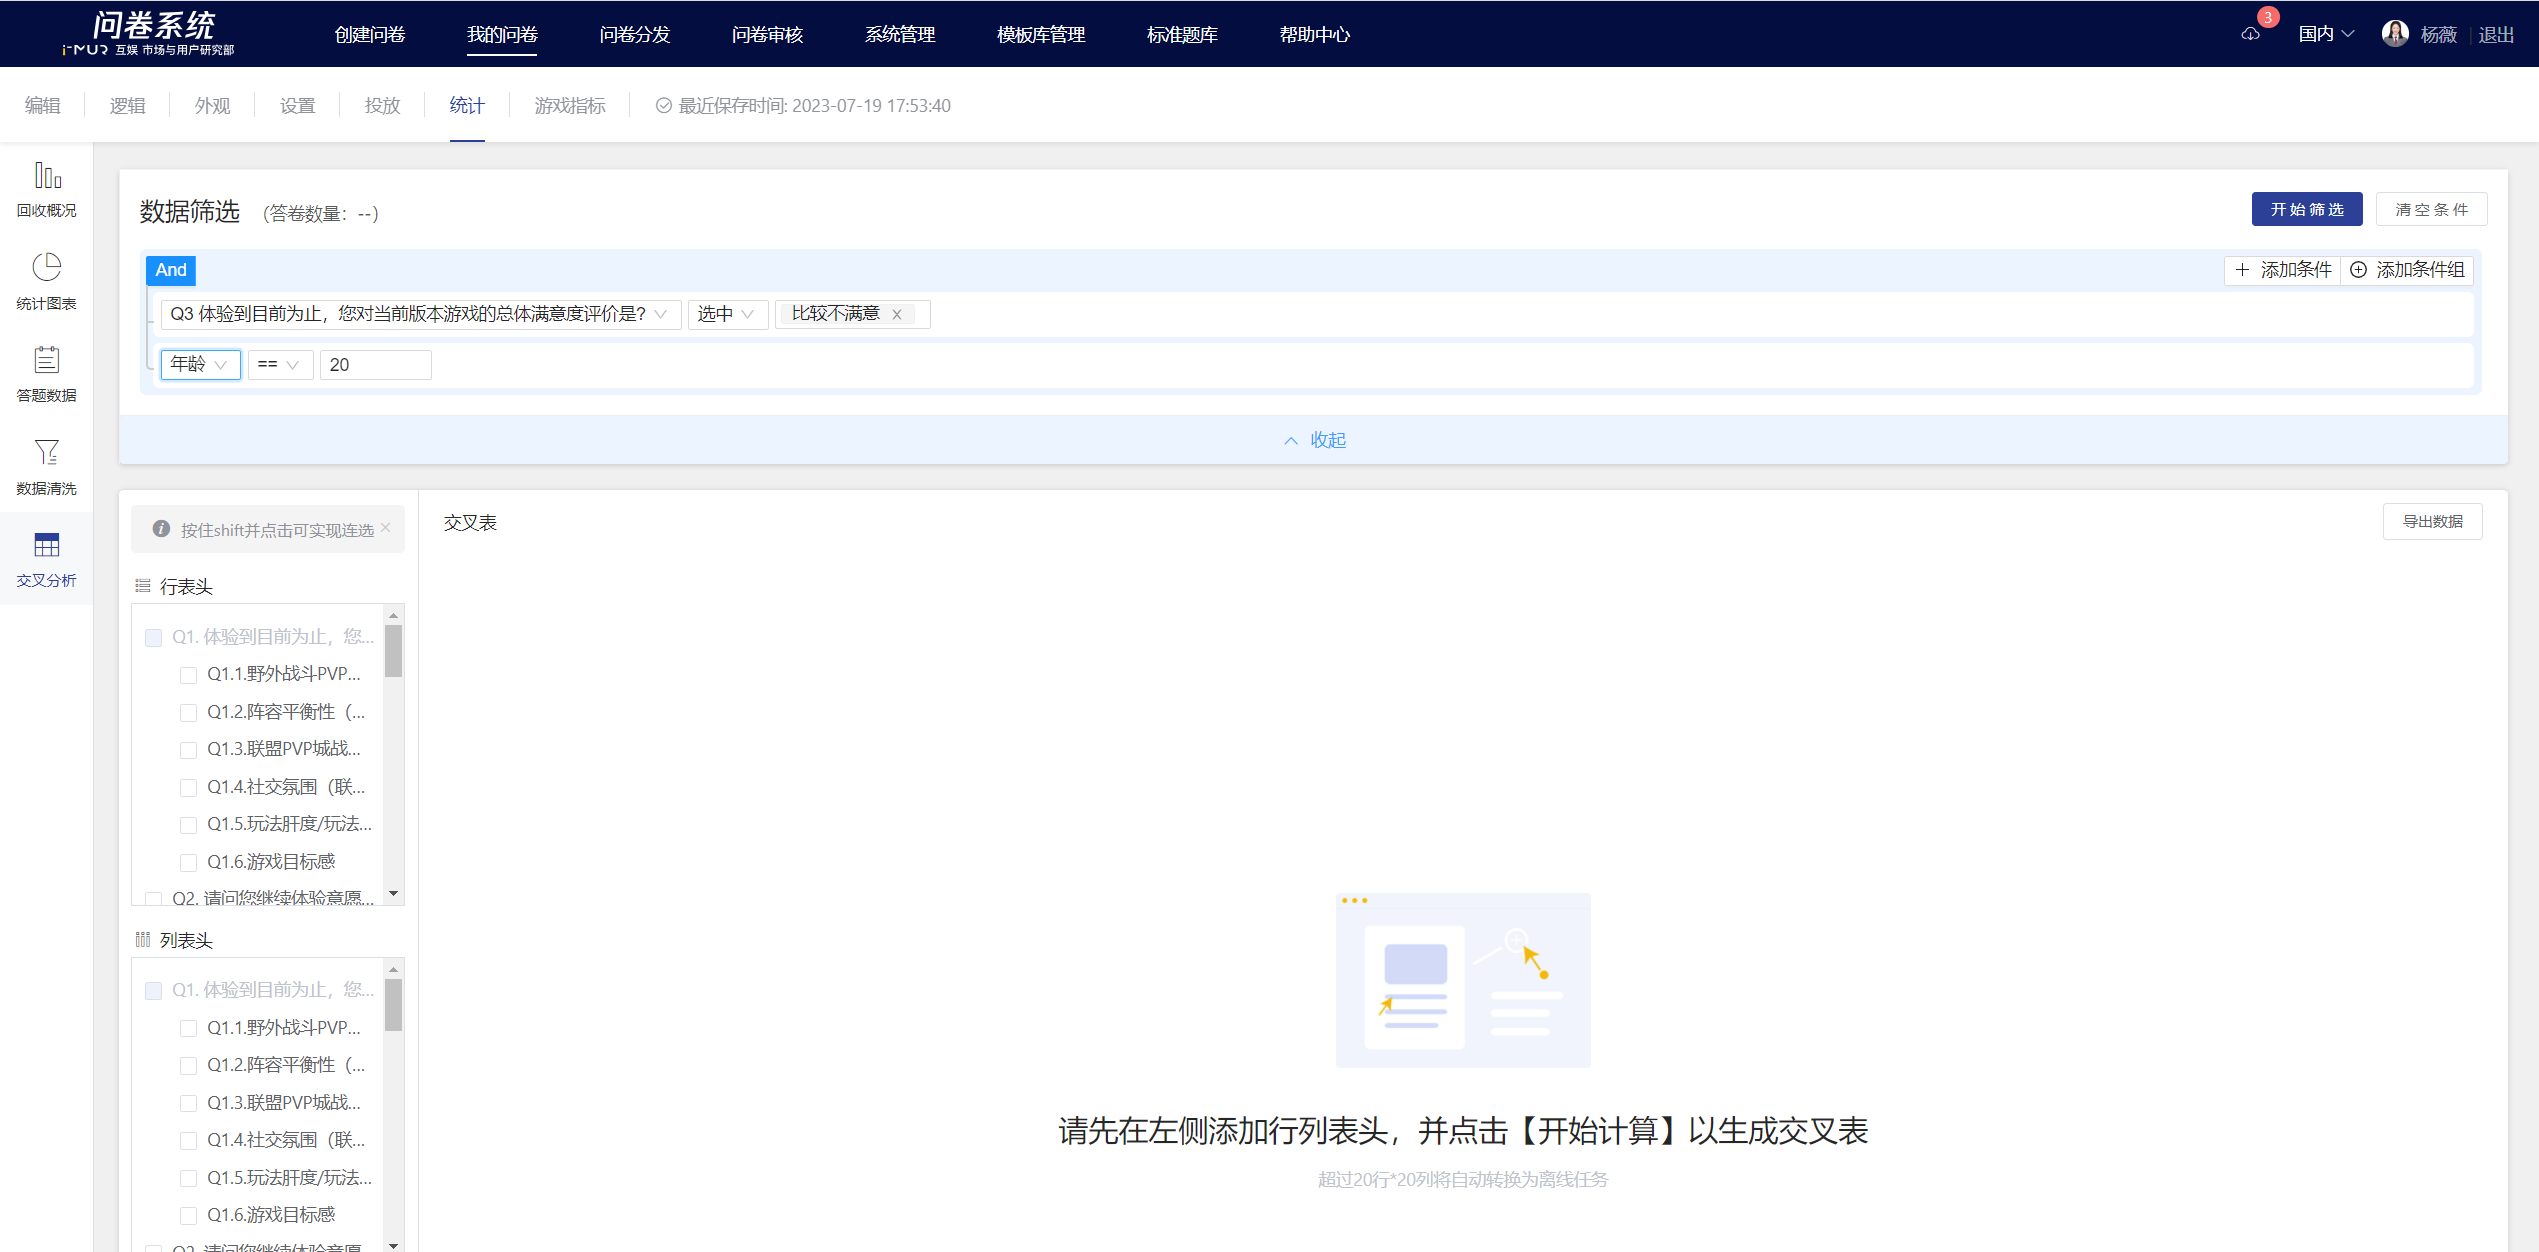 问卷系统
i-MUR 互娱 市场与用户研究部
创建问卷
我的问卷
问卷分发
问卷审核
系统管理
模板库管理
标准题库
帮助中心
3
国内
杨薇
退出
编辑
逻辑
外观
设置
投放
统计
游戏指标
最近保存时间: 2023-07-19 17:53:40
回收概况
统计图表
答题数据
数据清洗
交叉分析
数据筛选 （答卷数量：--）
开始筛选
清空条件
And
添加条件
添加条件组
Q3 体验到目前为止，您对当前版本游戏的总体满意度评价是?
选中
比较不满意
年龄
==
20
收起
按住shift并点击可实现连选
行表头
Q1. 体验到目前为止，您...
Q1.1.野外战斗PVP...
Q1.2.阵容平衡性（...
Q1.3.联盟PVP城战...
Q1.4.社交氛围（联...
Q1.5.玩法肝度/玩法...
Q1.6.游戏目标感
Q2. 请问您继续体验意愿...
列表头
Q1. 体验到目前为止，您...
Q1.1.野外战斗PVP...
Q1.2.阵容平衡性（...
Q1.3.联盟PVP城战...
Q1.4.社交氛围（联...
Q1.5.玩法肝度/玩法...
Q1.6.游戏目标感
Q2. 请问您继续体验意愿...
交叉表
导出数据
请先在左侧添加行列表头，并点击【开始计算】以生成交叉表
超过20行*20列将自动转换为离线任务